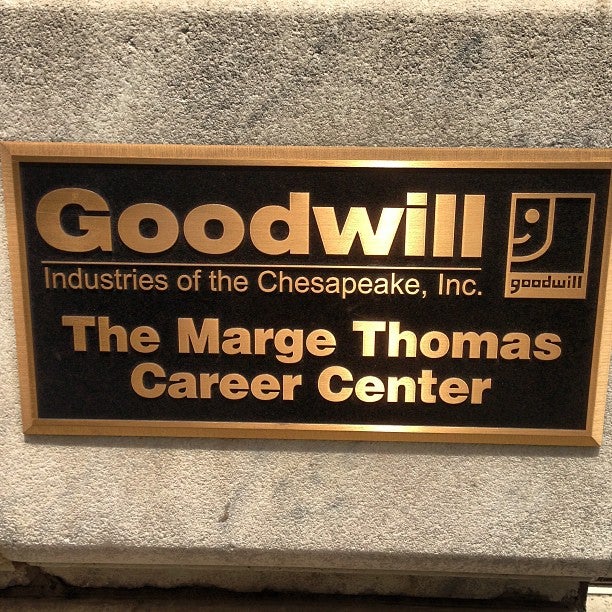 Goodwill
Industries of the Chesapeake, Inc.
goodwill
The Marge Thomas
Career Center